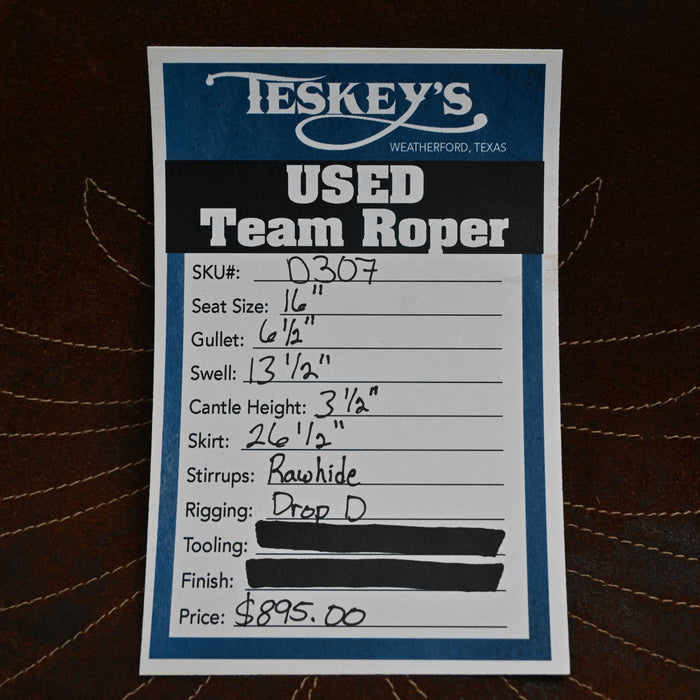 TESKEY'S
WEATHERFORD, TEXAS
USED
Team Roper
SKU#: D307
Seat Size: 16"
Gullet: 6 1/2"
Swell: 13 1/2"
Cantle Height: 3 1/2"
Skirt: 26 1/2"
Stirrups: Rawhide
Rigging: Drop D
Tooling:
Finish:
Price: $895.00